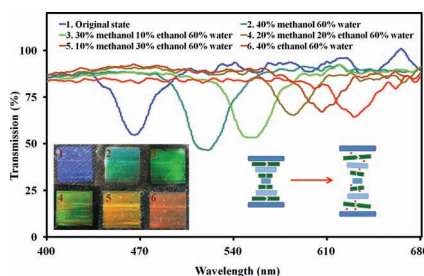 1. Original state
2. 40% methanol 60% water
3. 30% methanol 10% ethanol 60% water
4. 20% methanol 20% ethanol 60% water
5. 10% methanol 30% ethanol 60% water
6. 40% ethanol 60% water
Transmission (%)
100
75
50
25
0
1
2
3
4
5
6
400
470
540
610
680
Wavelength (nm)